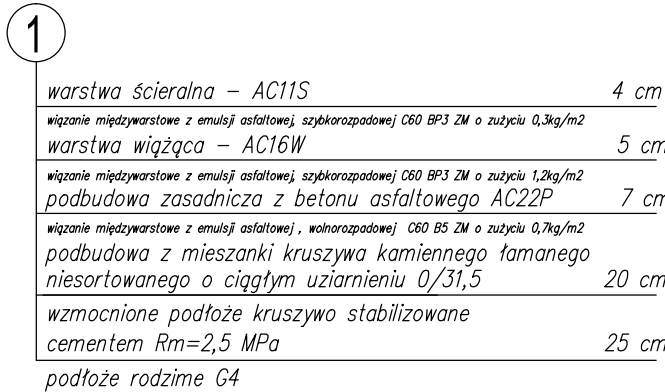 1
warstwa ścieralna – AC11S 4 cm
wiązanie międzywarstowe z emulsji asfaltowej, szybkorozpadowej C60 BP3 ZM o zużyciu 0,3kg/m2
warstwa wiążąca – AC16W 5 cm
wiązanie międzywarstowe z emulsji asfaltowej, szybkorozpadowej C60 BP3 ZM o zużyciu 1,2kg/m2
podbudowa zasadnicza z betonu asfaltowego AC22P 7 cm
wiązanie międzywarstowe z emulsji asfaltowej , wolnorozpadowej C60 B5 ZM o zużyciu 0,7kg/m2
podbudowa z mieszanki kruszywa kamiennego łamanego
niesortowanego o ciągłym uziarnieniu 0/31,5 20 cm
wzmocnione podłoże kruszywo stabilizowane
cementem Rm=2,5 MPa 25 cm
podłoże rodzime G4